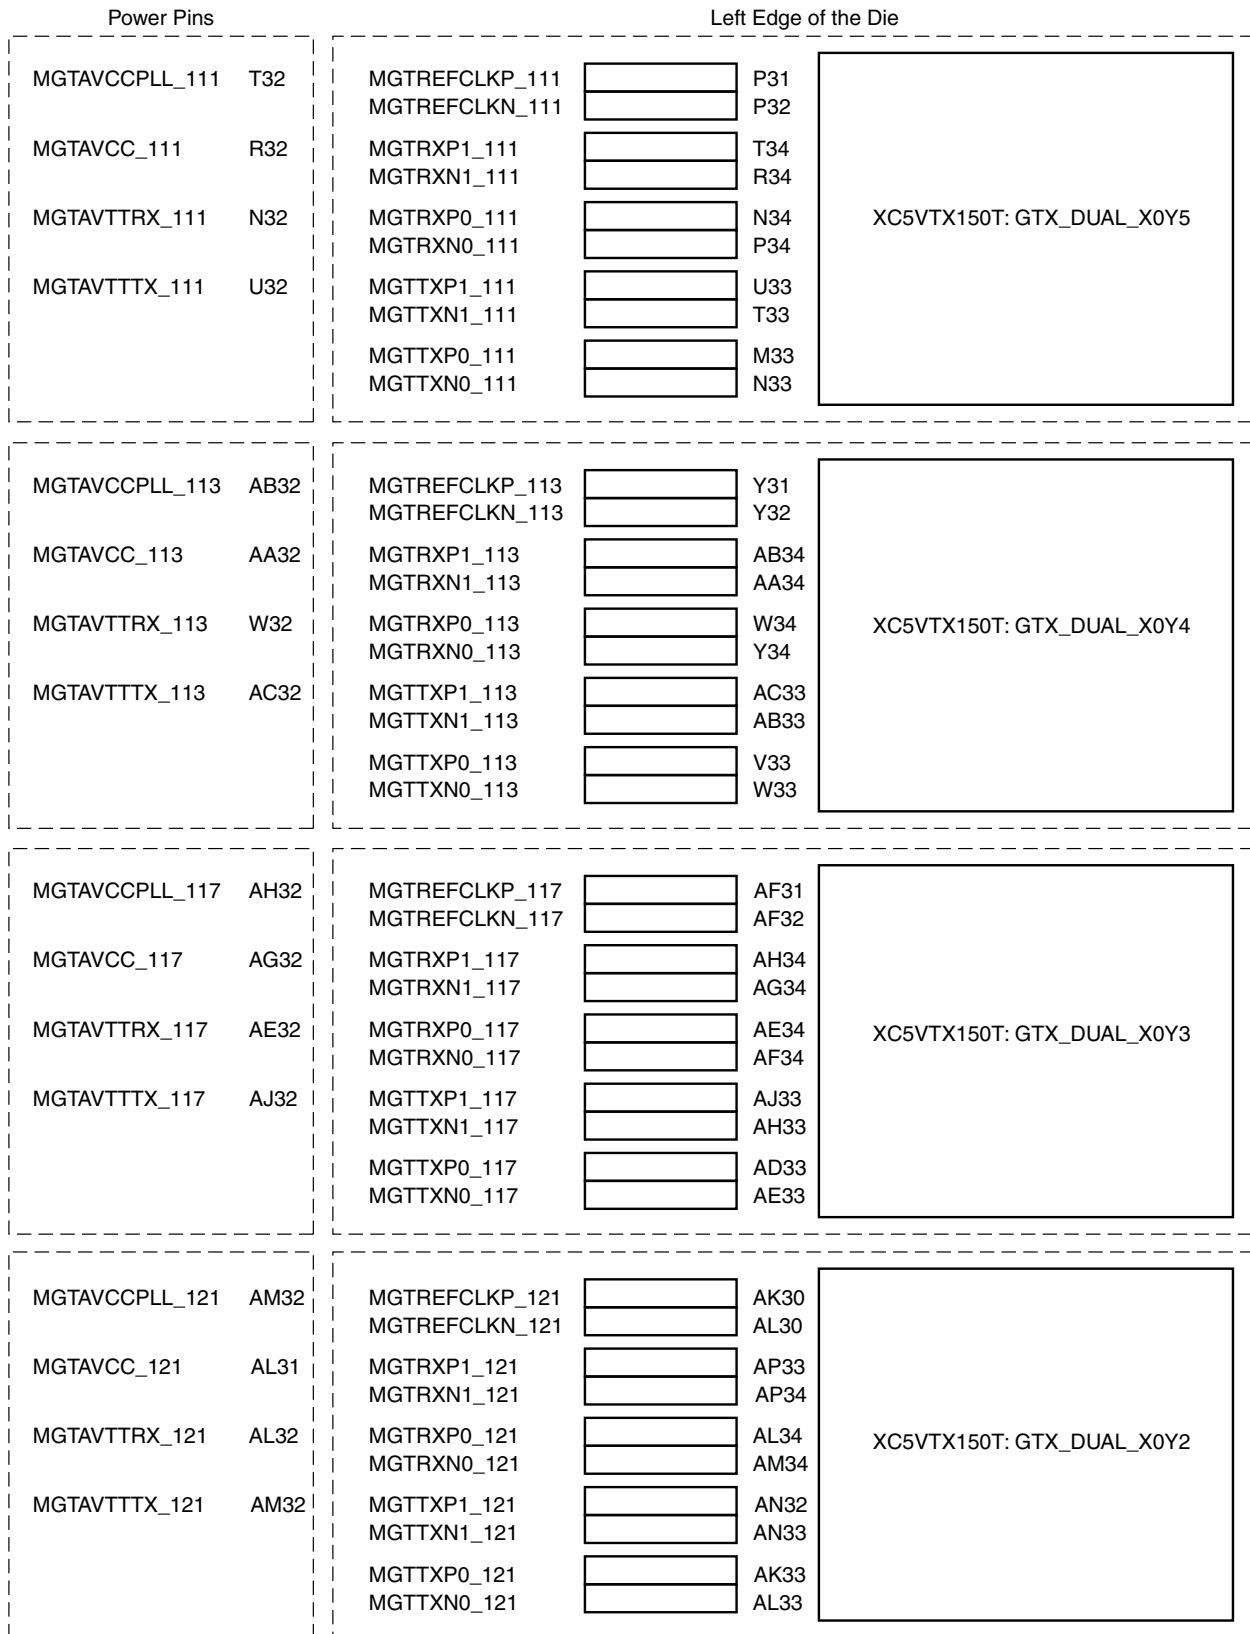 Power Pins Left Edge of the Die
MGTAVCCPLL_111 T32 MGTREFCLKP_111 P31
MGTREFCLKN_111 P32
MGTAVCC_111 R32 MGTRXP1_111 T34
MGTRXN1_111 R34
MGTAVTTRX_111 N32 MGTRXP0_111 N34 XC5VTX150T: GTX_DUAL_X0Y5
MGTRXN0_111 P34
MGTAVTTTX_111 U32 MGTTXP1_111 U33
MGTTXN1_111 T33
MGTTXP0_111 M33
MGTTXN0_111 N33
MGTAVCCPLL_113 AB32 MGTREFCLKP_113 Y31
MGTREFCLKN_113 Y32
MGTAVCC_113 AA32 MGTRXP1_113 AB34
MGTRXN1_113 AA34
MGTAVTTRX_113 W32 MGTRXP0_113 W34 XC5VTX150T: GTX_DUAL_X0Y4
MGTRXN0_113 Y34
MGTAVTTTX_113 AC32 MGTTXP1_113 AC33
MGTTXN1_113 AB33
MGTTXP0_113 V33
MGTTXN0_113 W33
MGTAVCCPLL_117 AH32 MGTREFCLKP_117 AF31
MGTREFCLKN_117 AF32
MGTAVCC_117 AG32 MGTRXP1_117 AH34
MGTRXN1_117 AG34
MGTAVTTRX_117 AE32 MGTRXP0_117 AE34 XC5VTX150T: GTX_DUAL_X0Y3
MGTRXN0_117 AF34
MGTAVTTTX_117 AJ32 MGTTXP1_117 AJ33
MGTTXN1_117 AH33
MGTTXP0_117 AD33
MGTTXN0_117 AE33
MGTAVCCPLL_121 AM32 MGTREFCLKP_121 AK30
MGTREFCLKN_121 AL30
MGTAVCC_121 AL31 MGTRXP1_121 AP33
MGTRXN1_121 AP34
MGTAVTTRX_121 AL32 MGTRXP0_121 AL34 XC5VTX150T: GTX_DUAL_X0Y2
MGTRXN0_121 AM34
MGTAVTTTX_121 AM32 MGTTXP1_121 AN32
MGTTXN1_121 AN33
MGTTXP0_121 AK33
MGTTXN0_121 AL33